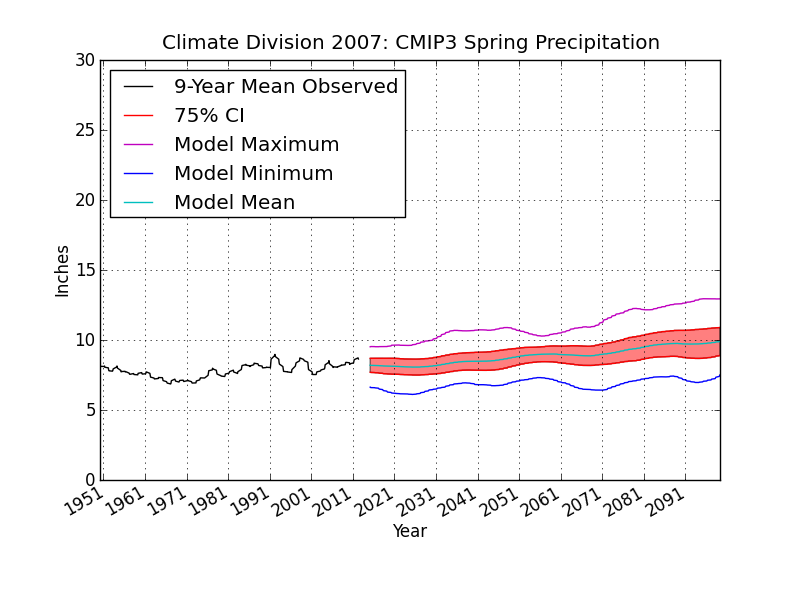 Climate Division 2007: CMIP3 Spring Precipitation
30
25
20
15
10
5
0
Inches
9-Year Mean Observed
75% CI
Model Maximum
Model Minimum
Model Mean
1951 1961 1971 1981 1991 2001 2011 2021 2031 2041 2051 2061 2071 2081 2091
Year